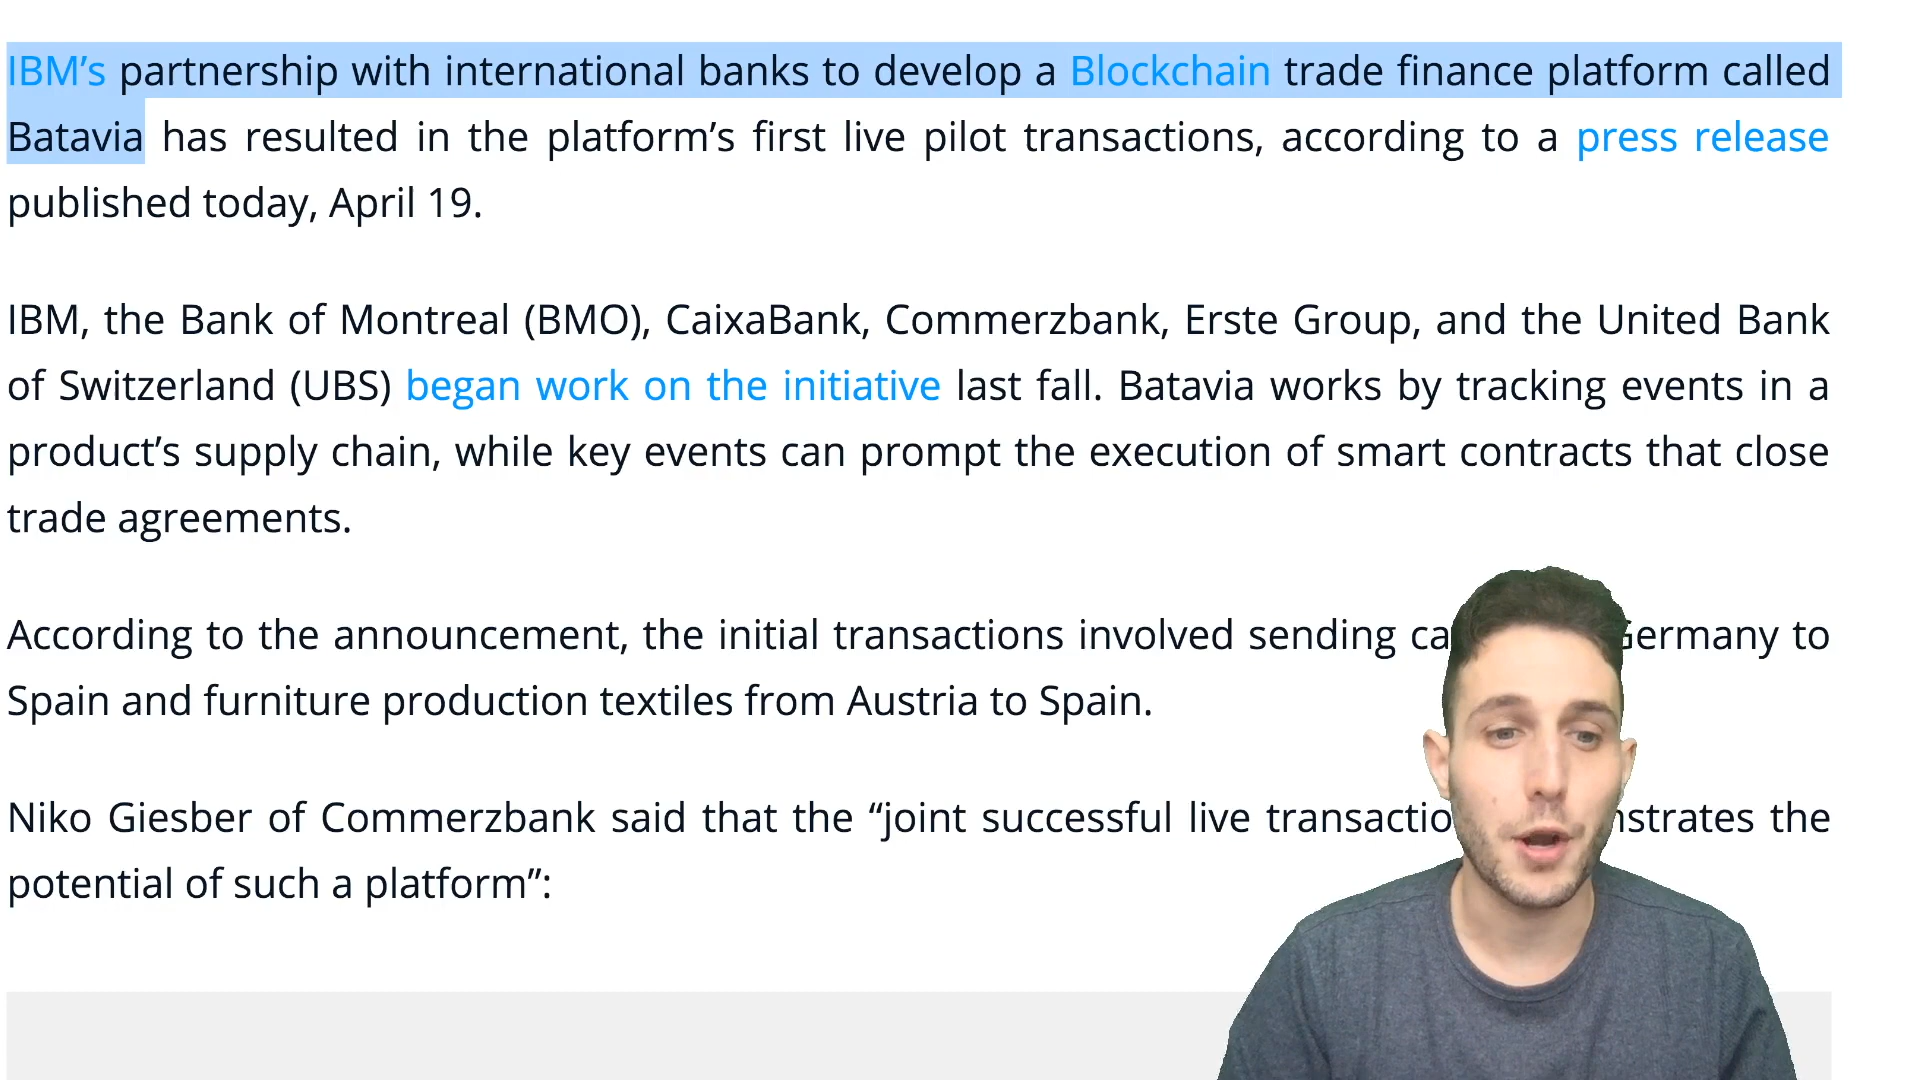 IBM’s partnership with international banks to develop a Blockchain trade finance platform called
Batavia has resulted in the platform’s first live pilot transactions, according to a press release
published today, April 19.
IBM, the Bank of Montreal (BMO), CaixaBank, Commerzbank, Erste Group, and the United Bank
of Switzerland (UBS) began work on the initiative last fall. Batavia works by tracking events in a
product’s supply chain, while key events can prompt the execution of smart contracts that close
trade agreements.
According to the announcement, the initial transactions involved sending Germany to
Spain and furniture production textiles from Austria to Spain.
Niko Giesber of Commerzbank said that the “joint successful live the
potential of such a platform”: